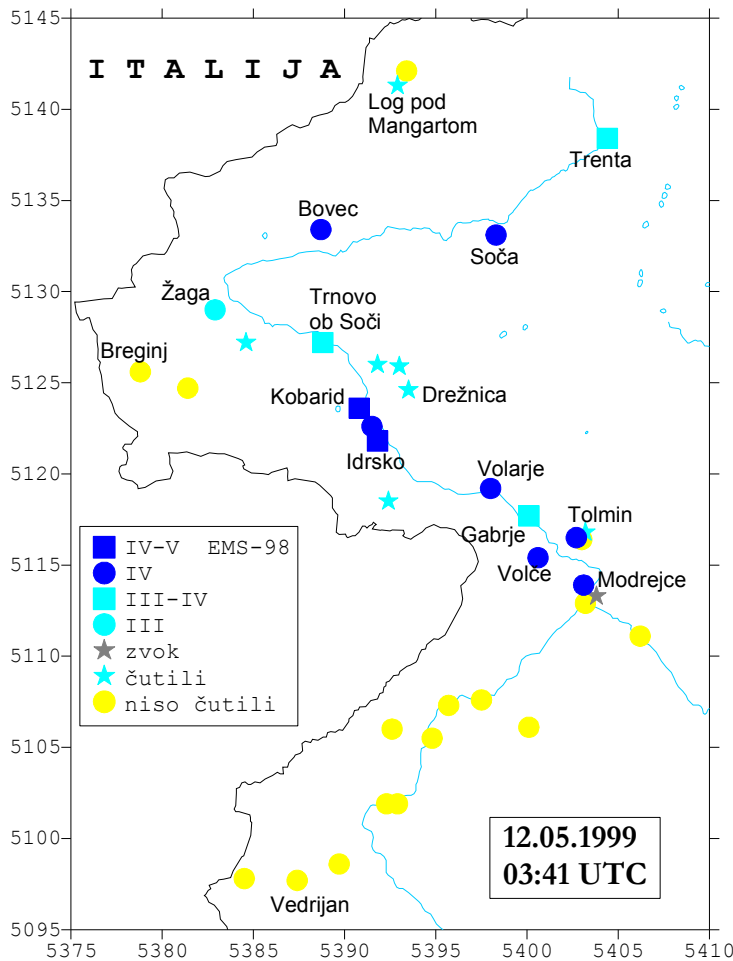 5145
5140
5135
5130
5125
5120
5115
5110
5105
5100
5095
I T A L I J A
Log pod
Mangartom
Trenta
Bovec
Soča
Žaga
Trnovo
ob Soči
Breginj
Drežnica
Kobarid
Idrsko
Volarje
Tolmin
Gabrje
Volče
Modrejce
IV-V EMS-98
IV
III-IV
III
zvok
čutili
niso čutili
12.05.1999
03:41 UTC
Vedrijan
5375 5380 5385 5390 5395 5400 5405 5410